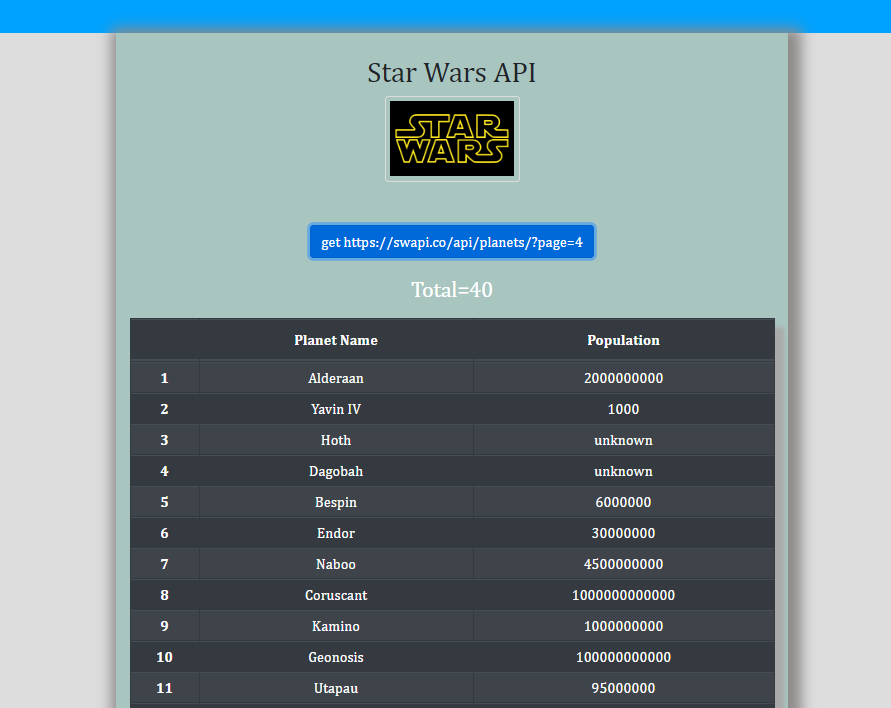 Star Wars API
STAR
WARS
get https://swapi.co/api/planets/?page=4
Total=40
Planet Name Population
1 Alderaan 2000000000
2 Yavin IV 1000
3 Hoth unknown
4 Dagobah unknown
5 Bespin 6000000
6 Endor 30000000
7 Naboo 4500000000
8 Coruscant 1000000000000
9 Kamino 1000000000
10 Geonosis 100000000000
11 Utapau 95000000